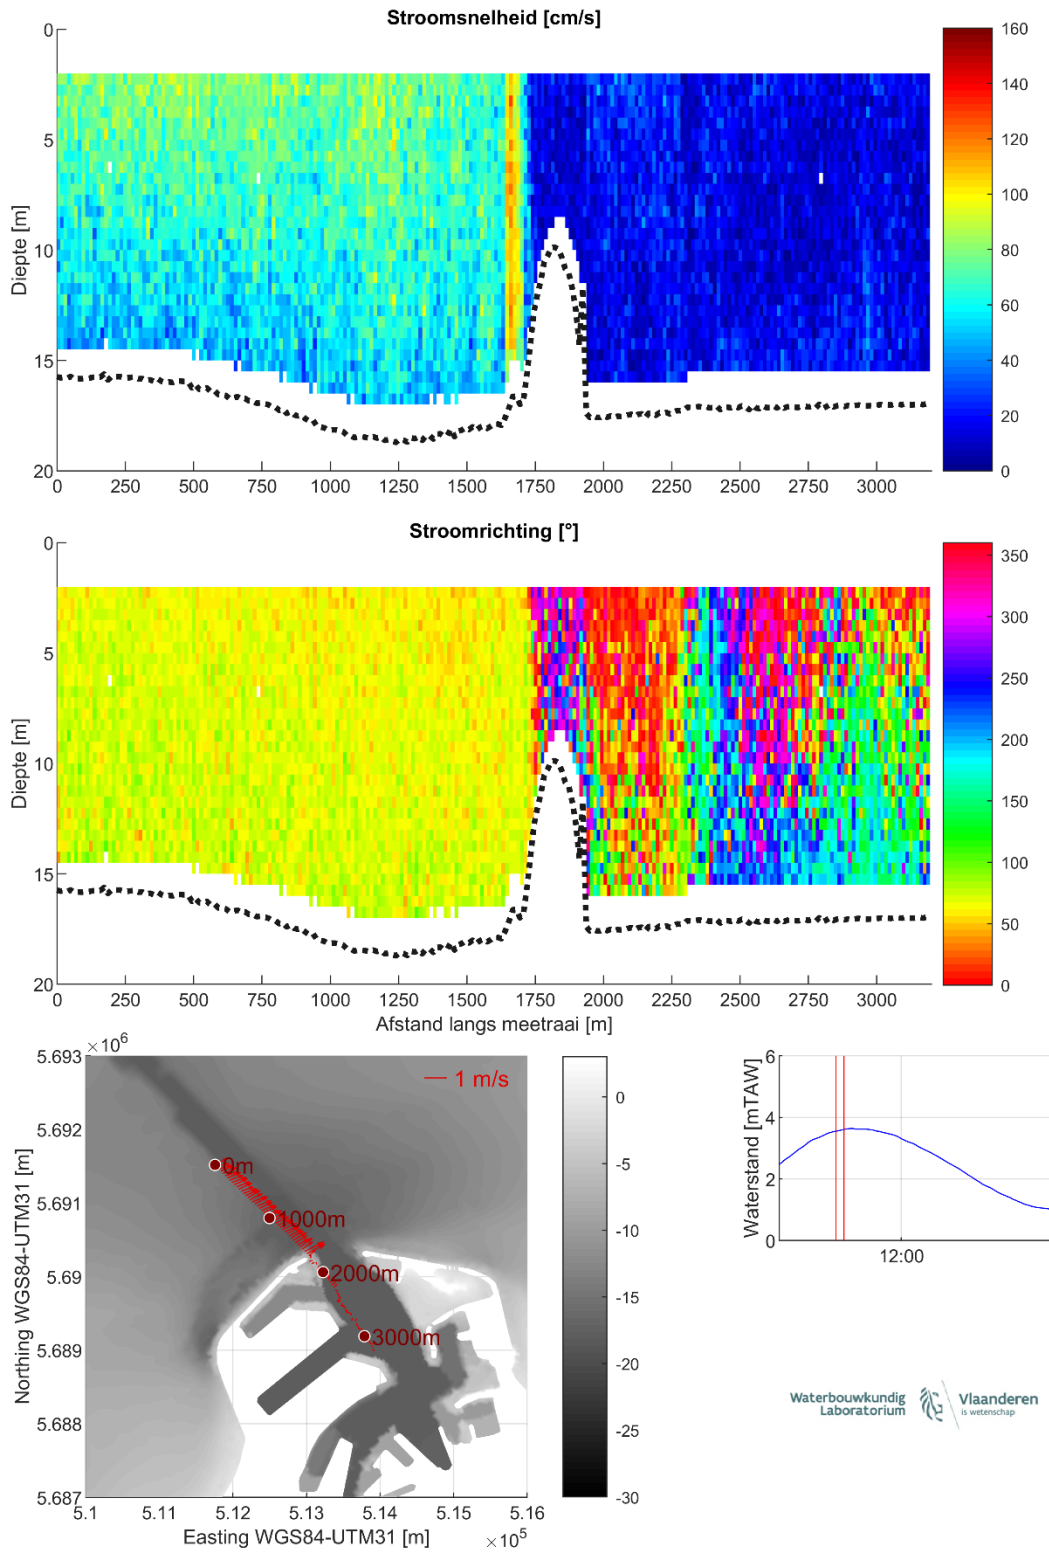 Stroomsnelheid [cm/s]
0
5
10
15
20
Diepte [m]
0 250 500 750 1000 1250 1500 1750 2000 2250 2500 2750 3000
160
140
120
100
80
60
40
20
0
Stroomrichting [°]
0
5
10
15
20
Diepte [m]
0 250 500 750 1000 1250 1500 1750 2000 2250 2500 2750 3000
Afstand langs meetraai [m]
350
300
250
200
150
100
50
0
×10⁶
5.693
5.692
5.691
5.69
5.689
5.688
5.687
Northing WGS84-UTM31 [m]
1 m/s
0m
1000m
2000m
3000m
5.1 5.11 5.12 5.13 5.14 5.15 5.16
Easting WGS84-UTM31 [m]
×10⁵
0
-5
-10
-15
-20
-25
-30
Waterstand [mTAW]
6
4
2
0
12:00
Waterbouwkundig
Laboratorium
Vlaanderen
is wetenschap